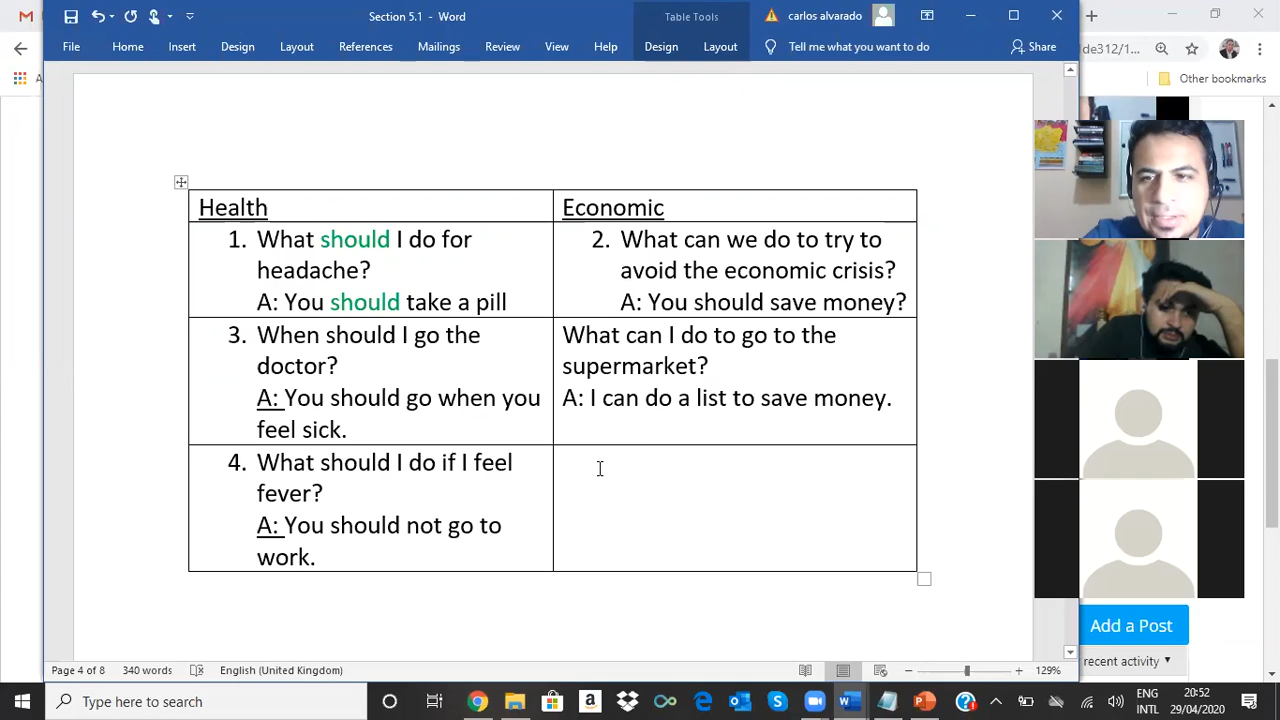 Section 5.1 - Word
Table Tools
carlos alvarado
File
Home
Insert
Design
Layout
References
Mailings
Review
View
Help
Design
Layout
Tell me what you want to do
Share
de312/1...
A
Other bookmarks
Health
Economic
1. What should I do for
headache?
A: You should take a pill
2. What can we do to try to
avoid the economic crisis?
A: You should save money?
3. When should I go the
doctor?
A: You should go when you
feel sick.
What can I do to go to the
supermarket?
A: I can do a list to save money.
4. What should I do if I feel
fever?
A: You should not go to
work.
Add a Post
recent activity
Page 4 of 8
340 words
English (United Kingdom)
129%
Type here to search
ENG
INTL
20:52
29/04/2020